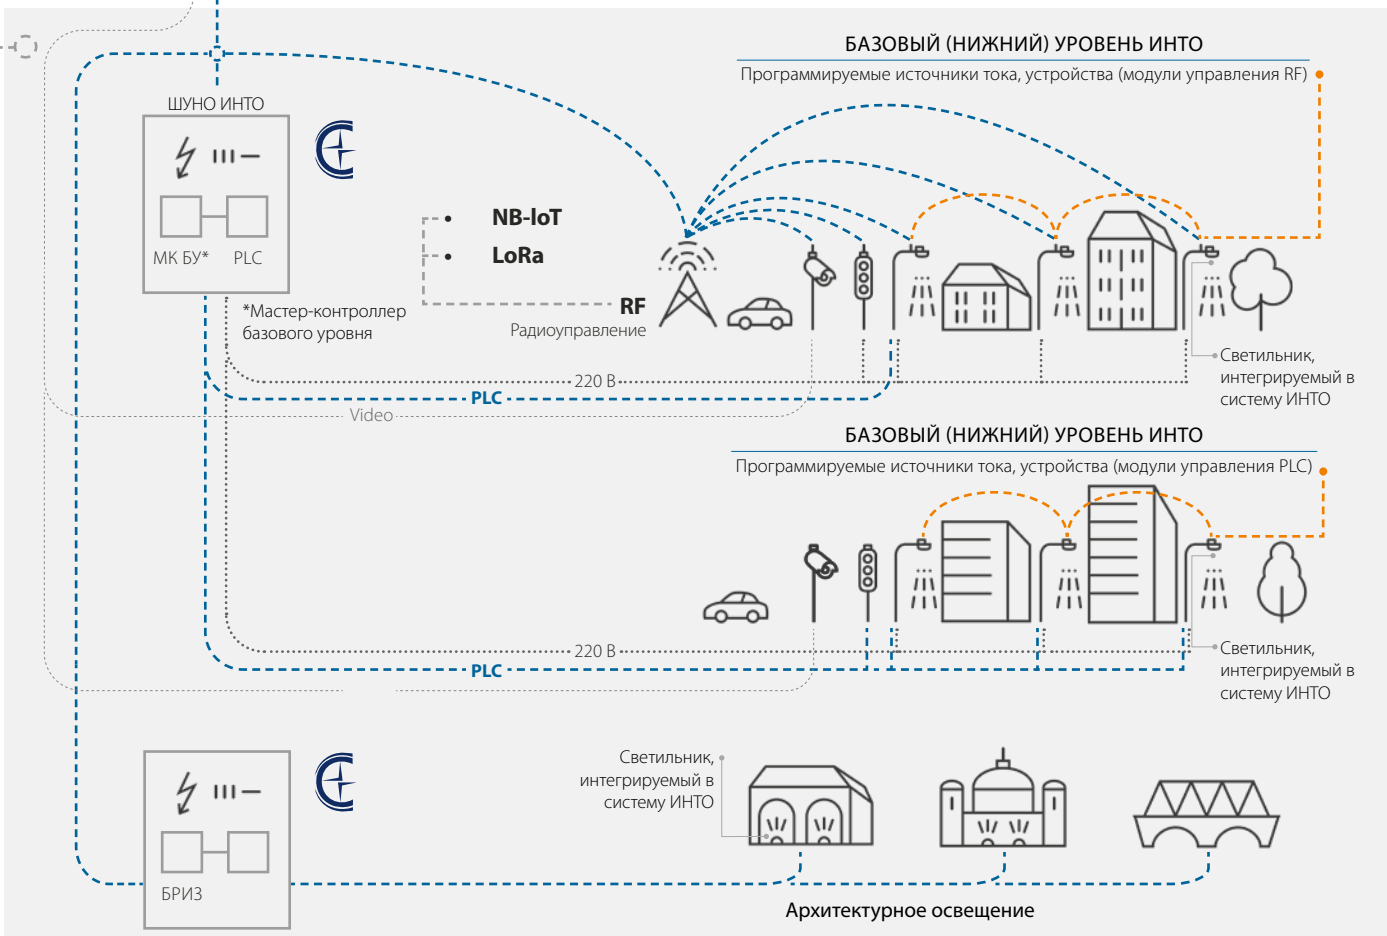 БАЗОВЫЙ (НИЖНИЙ) УРОВЕНЬ ИНТО
Программируемые источники тока, устройства (модули управления RF)
ШУНО ИНТО
МК БУ*
PLC
*Мастер-контроллер
базового уровня
• NB-IoT
• LoRa
RF
Радиоуправление
220 В
PLC
Video
Светильник,
интегрируемый в
систему ИНТО
БАЗОВЫЙ (НИЖНИЙ) УРОВЕНЬ ИНТО
Программируемые источники тока, устройства (модули управления PLC)
220 В
PLC
Светильник,
интегрируемый в
систему ИНТО
Светильник,
интегрируемый в
систему ИНТО
БРИЗ
Архитектурное освещение